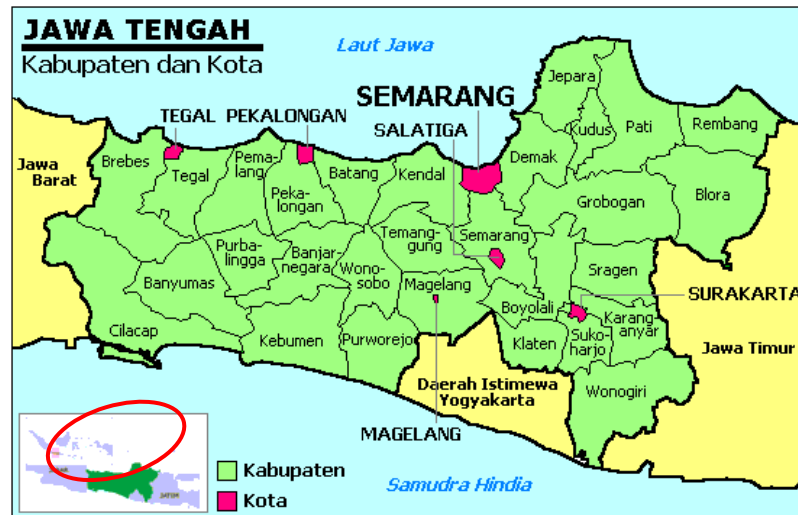 JAWA TENGAH
Kabupaten dan Kota
Laut Jawa
Jepara
SEMARANG
TEGAL
PEKALONGAN
SALATIGA
Kudus
Pati
Rembang
Brebes
Tegal
Pema-
lang
Peka-
longan
Batang
Kendal
Demak
Jawa
Barat
Grobogan
Blora
Temang-
gung
Semarang
Purba-
lingga
Banjar-
negara
Wono-
sobo
Sragen
Banyumas
Magelang
Boyolali
SURAKARTA
Karang-
anyar
Cilacap
Kebumen
Purworejo
Klaten
Suko-
harjo
Jawa Timur
Daerah Istimewa
Yogyakarta
Wonogiri
MAGELANG
Kabupaten
Kota
Samudra Hindia